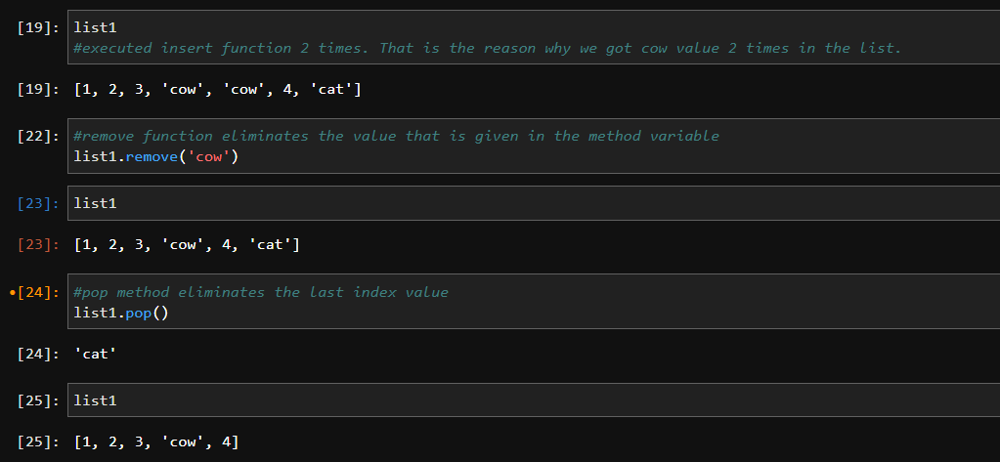 [19]: list1
#executed insert function 2 times. That is the reason why we got cow value 2 times in the list.
[19]: [1, 2, 3, 'cow', 'cow', 4, 'cat']
[22]: #remove function eliminates the value that is given in the method variable
list1.remove('cow')
[23]: list1
[23]: [1, 2, 3, 'cow', 4, 'cat']
•[24]: #pop method eliminates the last index value
list1.pop()
[24]: 'cat'
[25]: list1
[25]: [1, 2, 3, 'cow', 4]